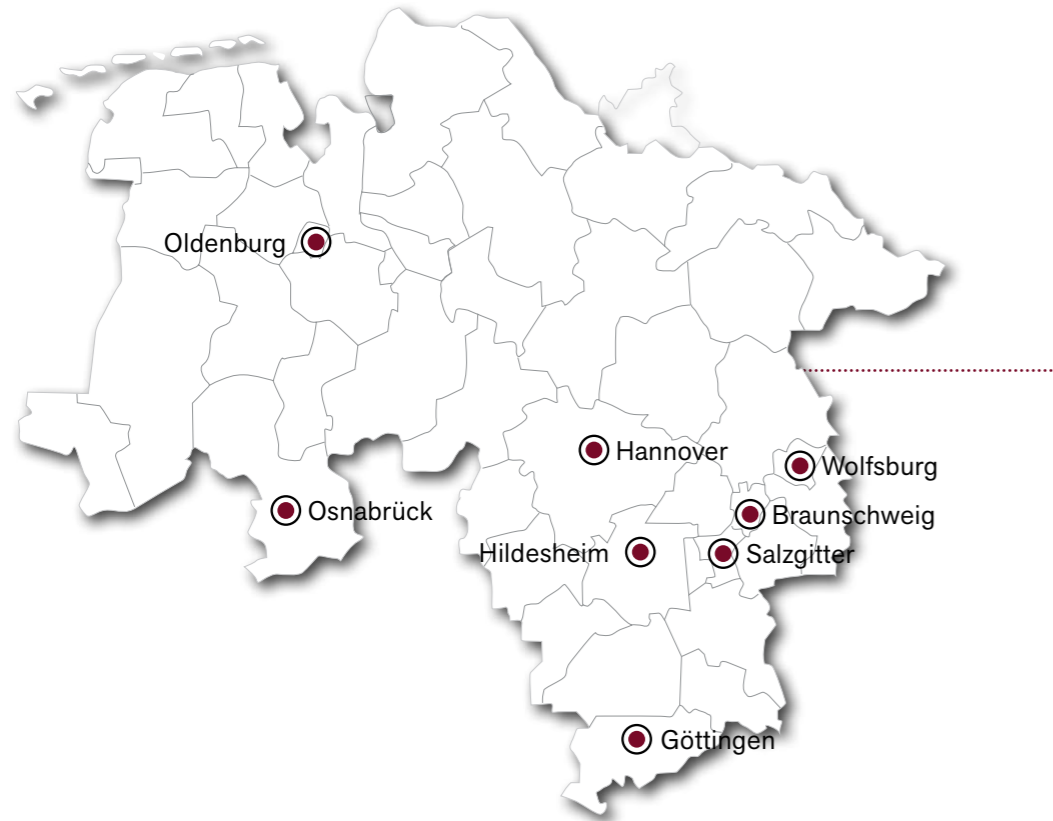 Oldenburg
Hannover
Wolfsburg
Osnabrück
Braunschweig
Hildesheim
Salzgitter
Göttingen